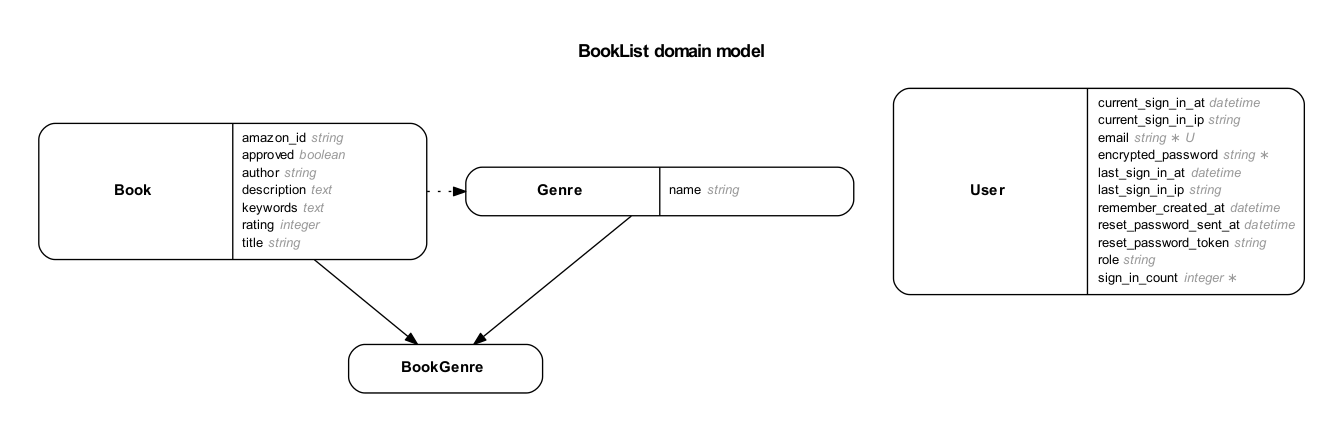 BookList domain model
Book
amazon_id string
approved boolean
author string
description text
keywords text
rating integer
title string
Genre
name string
User
current_sign_in_at datetime
current_sign_in_ip string
email string ∗ U
encrypted_password string ∗
last_sign_in_at datetime
last_sign_in_ip string
remember_created_at datetime
reset_password_sent_at datetime
reset_password_token string
role string
sign_in_count integer ∗
BookGenre